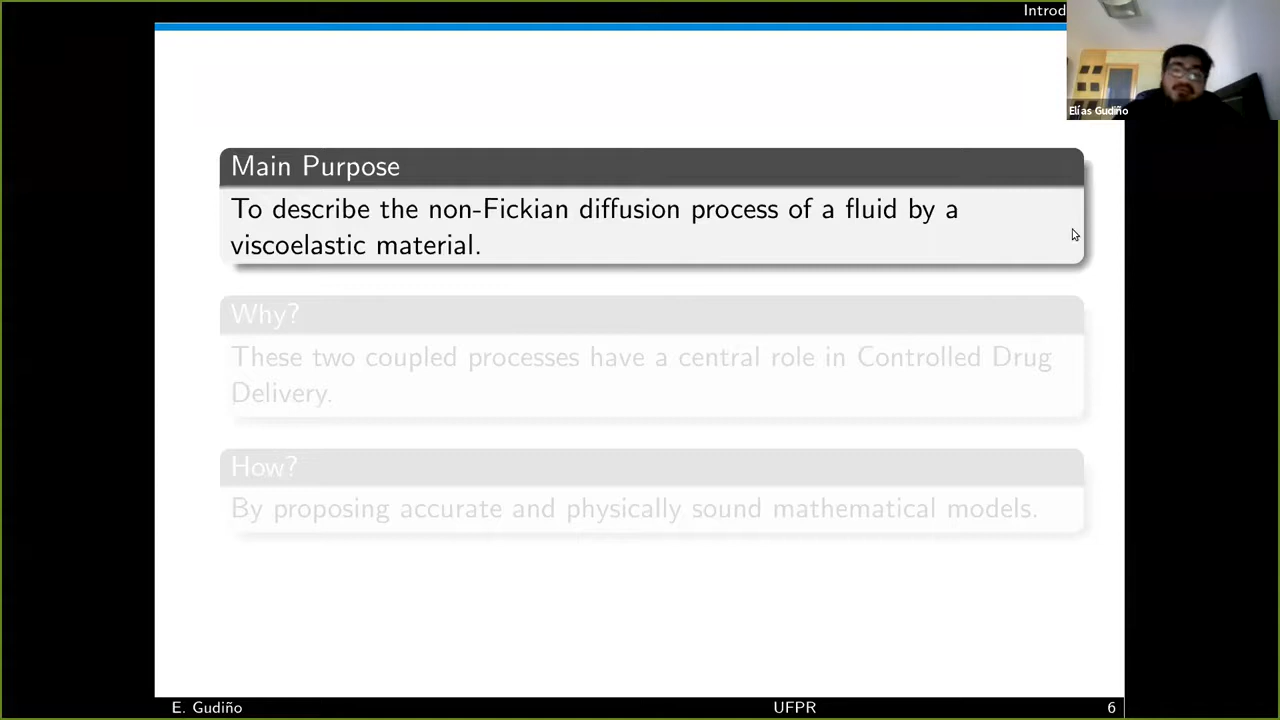 Introd
Elías Gudiño
Main Purpose
To describe the non-Fickian diffusion process of a fluid by a
viscoelastic material.
Why?
These two coupled processes have a central role in Controlled Drug
Delivery.
How?
By proposing accurate and physically sound mathematical models.
E. Gudiño
UFPR
6